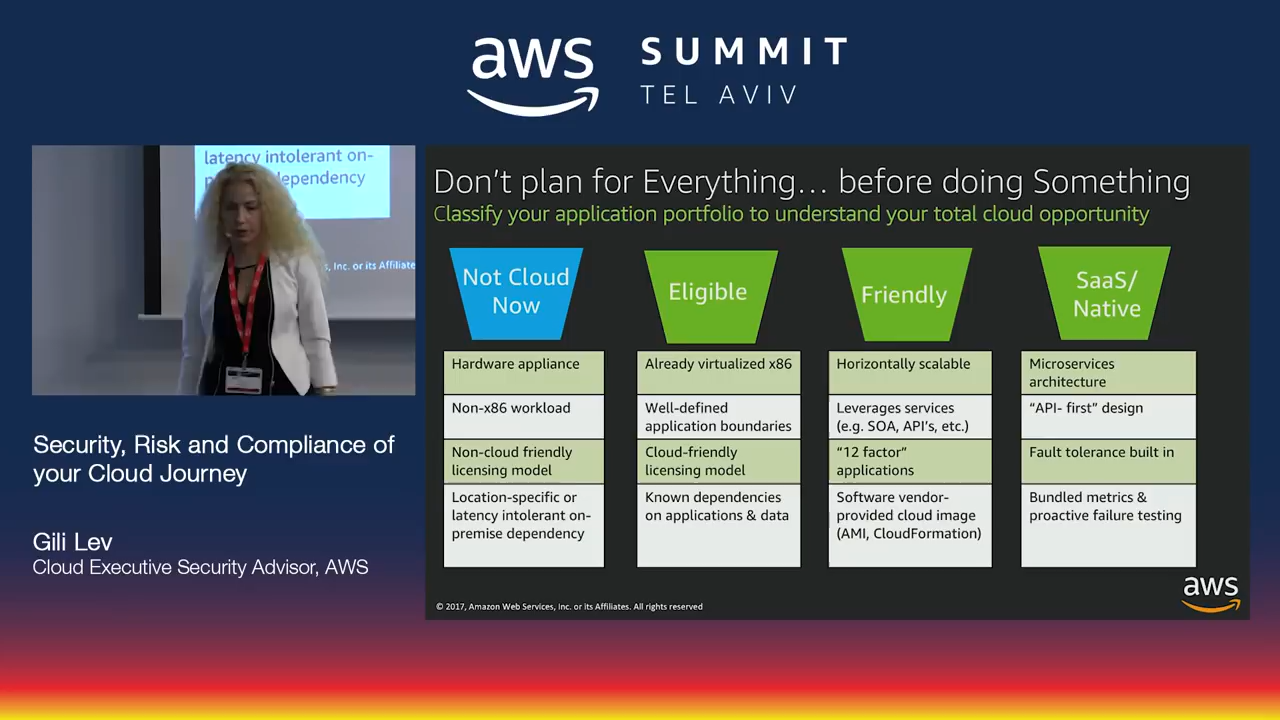 aws
SUMMIT
TEL AVIV
latency intolerant on-
dependency
Inc. or its Affiliate
Security, Risk and Compliance of
your Cloud Journey
Gili Lev
Cloud Executive Security Advisor, AWS
Don’t plan for Everything… before doing Something
Classify your application portfolio to understand your total cloud opportunity
Not Cloud
Now
Hardware appliance
Non-x86 workload
Non-cloud friendly
licensing model
Location-specific or
latency intolerant on-
premise dependency
Eligible
Already virtualized x86
Well-defined
application boundaries
Cloud-friendly
licensing model
Known dependencies
on applications & data
Friendly
Horizontally scalable
Leverages services
(e.g. SOA, API’s, etc.)
“12 factor”
applications
Software vendor-
provided cloud image
(AMI, CloudFormation)
SaaS/
Native
Microservices
architecture
“API- first” design
Fault tolerance built in
Bundled metrics &
proactive failure testing
© 2017, Amazon Web Services, Inc. or its Affiliates. All rights reserved
aws